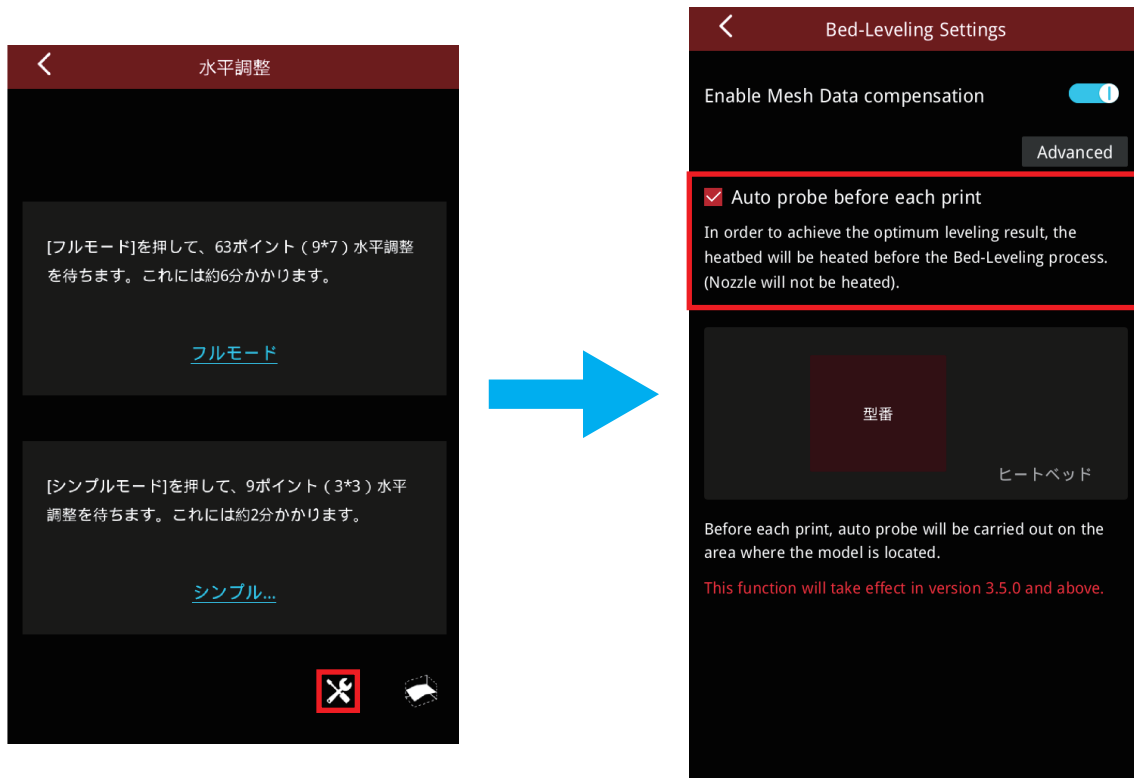 水平調整
[フルモード]を押して、63ポイント（9*7）水平調整
を待ちます。これには約6分かかります。
フルモード
[シンプルモード]を押して、9ポイント（3*3）水平
調整を待ちます。これには約2分かかります。
シンプル...
Bed-Leveling Settings
Enable Mesh Data compensation
Advanced
Auto probe before each print
In order to achieve the optimum leveling result, the
heatbed will be heated before the Bed-Leveling process.
(Nozzle will not be heated).
型番
ヒートベッド
Before each print, auto probe will be carried out on the
area where the model is located.
This function will take effect in version 3.5.0 and above.